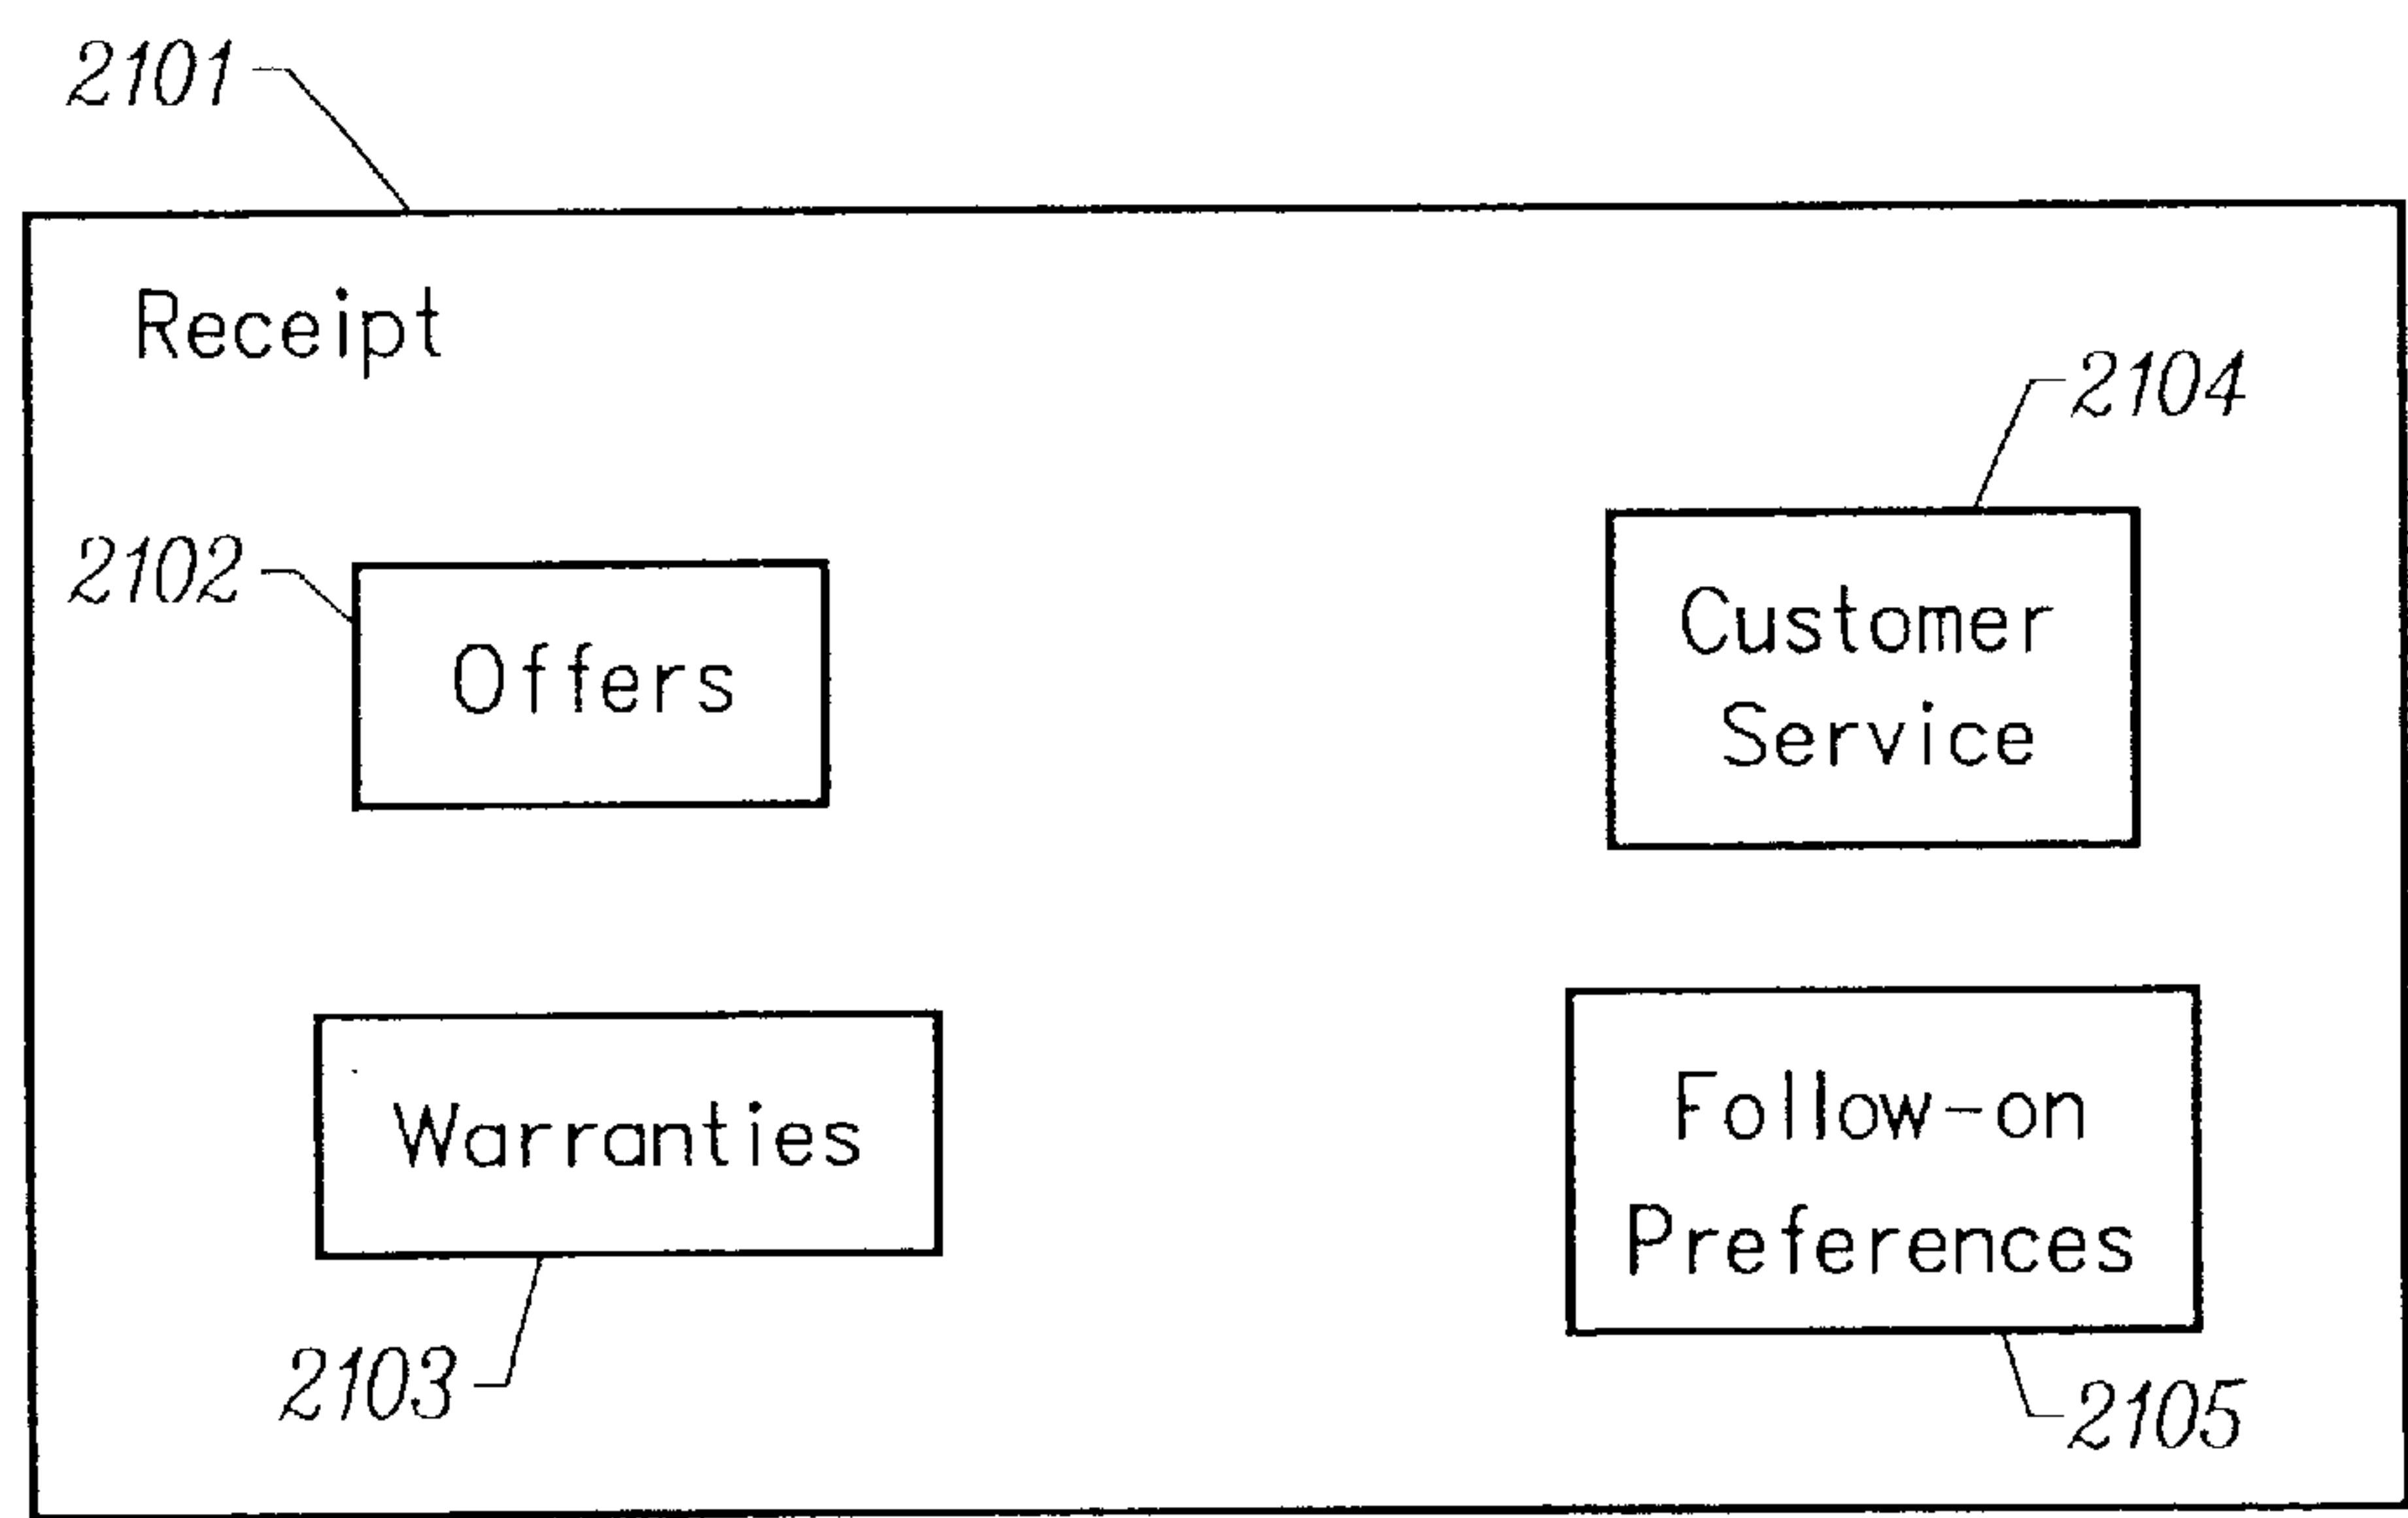 2101
Receipt
2104
2102
Offers
Customer
Service
Warranties
Follow-on
Preferences
2103
2105